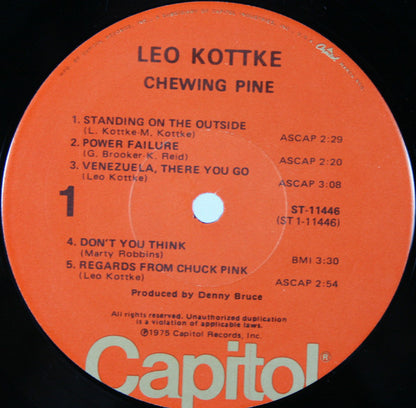 Capitol
LEO KOTTKE
CHEWING PINE
1. STANDING ON THE OUTSIDE
(L. Kottke-M. Kottke) ASCAP 2:29
2. POWER FAILURE
(G. Brooker-K. Reid) ASCAP 2:20
3. VENEZUELA, THERE YOU GO
(Leo Kottke) ASCAP 3:08
1
ST-11446
(ST1-11446)
4. DON'T YOU THINK
(Marty Robbins) BMI 3:30
5. REGARDS FROM CHUCK PINK
(Leo Kottke) ASCAP 2:54
Produced by Denny Bruce
All rights reserved. Unauthorized duplication
is a violation of applicable laws.
℗1975 Capitol Records, Inc.
Capitol®